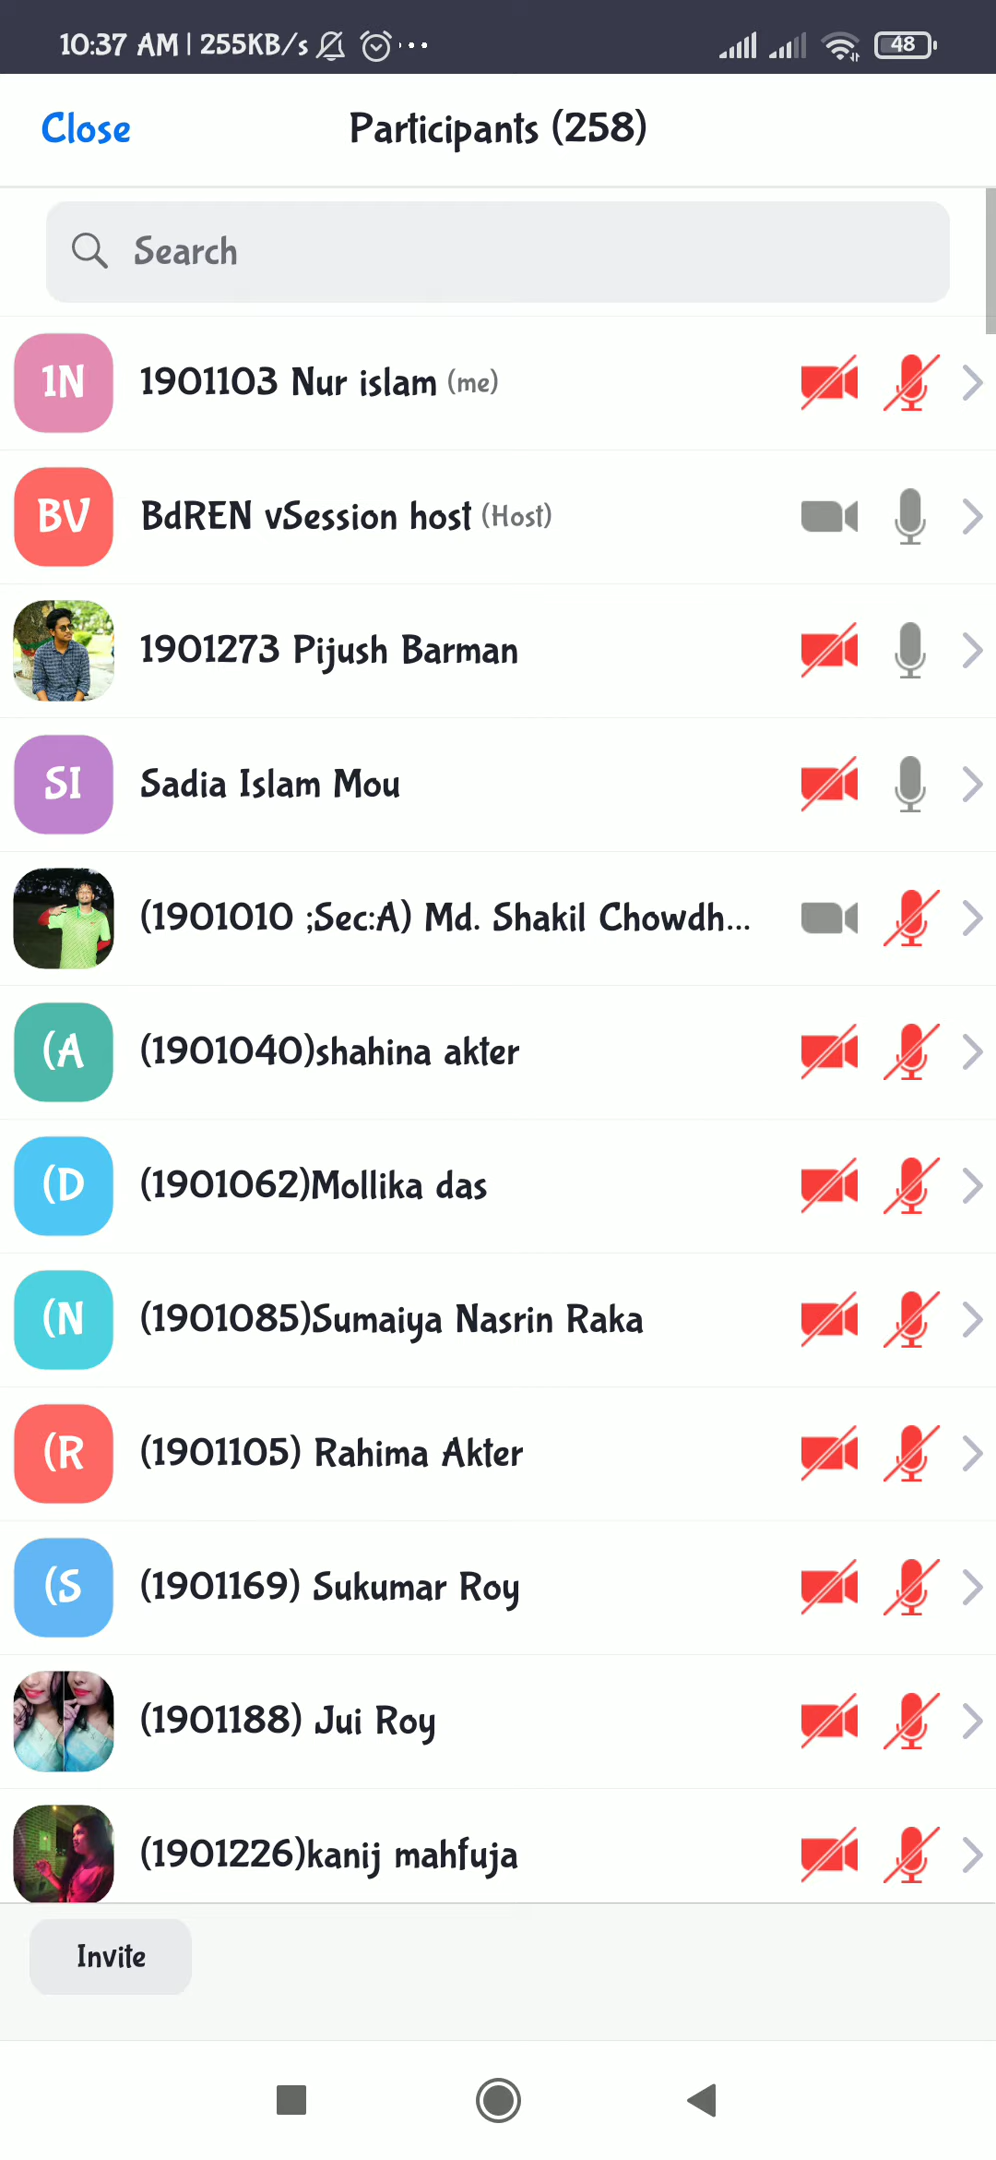 10:37 AM | 255KB/s ...
48
Close
Participants (258)
Search
1N
1901103 Nur islam (me)
BV
BdREN vSession host (Host)
1901273 Pijush Barman
SI
Sadia Islam Mou
(1901010 ;Sec:A) Md. Shakil Chowdh...
(A
(1901040)shahina akter
(D
(1901062)Mollika das
(N
(1901085)Sumaiya Nasrin Raka
(R
(1901105) Rahima Akter
(S
(1901169) Sukumar Roy
(1901188) Jui Roy
(1901226)kanij mahfuja
Invite